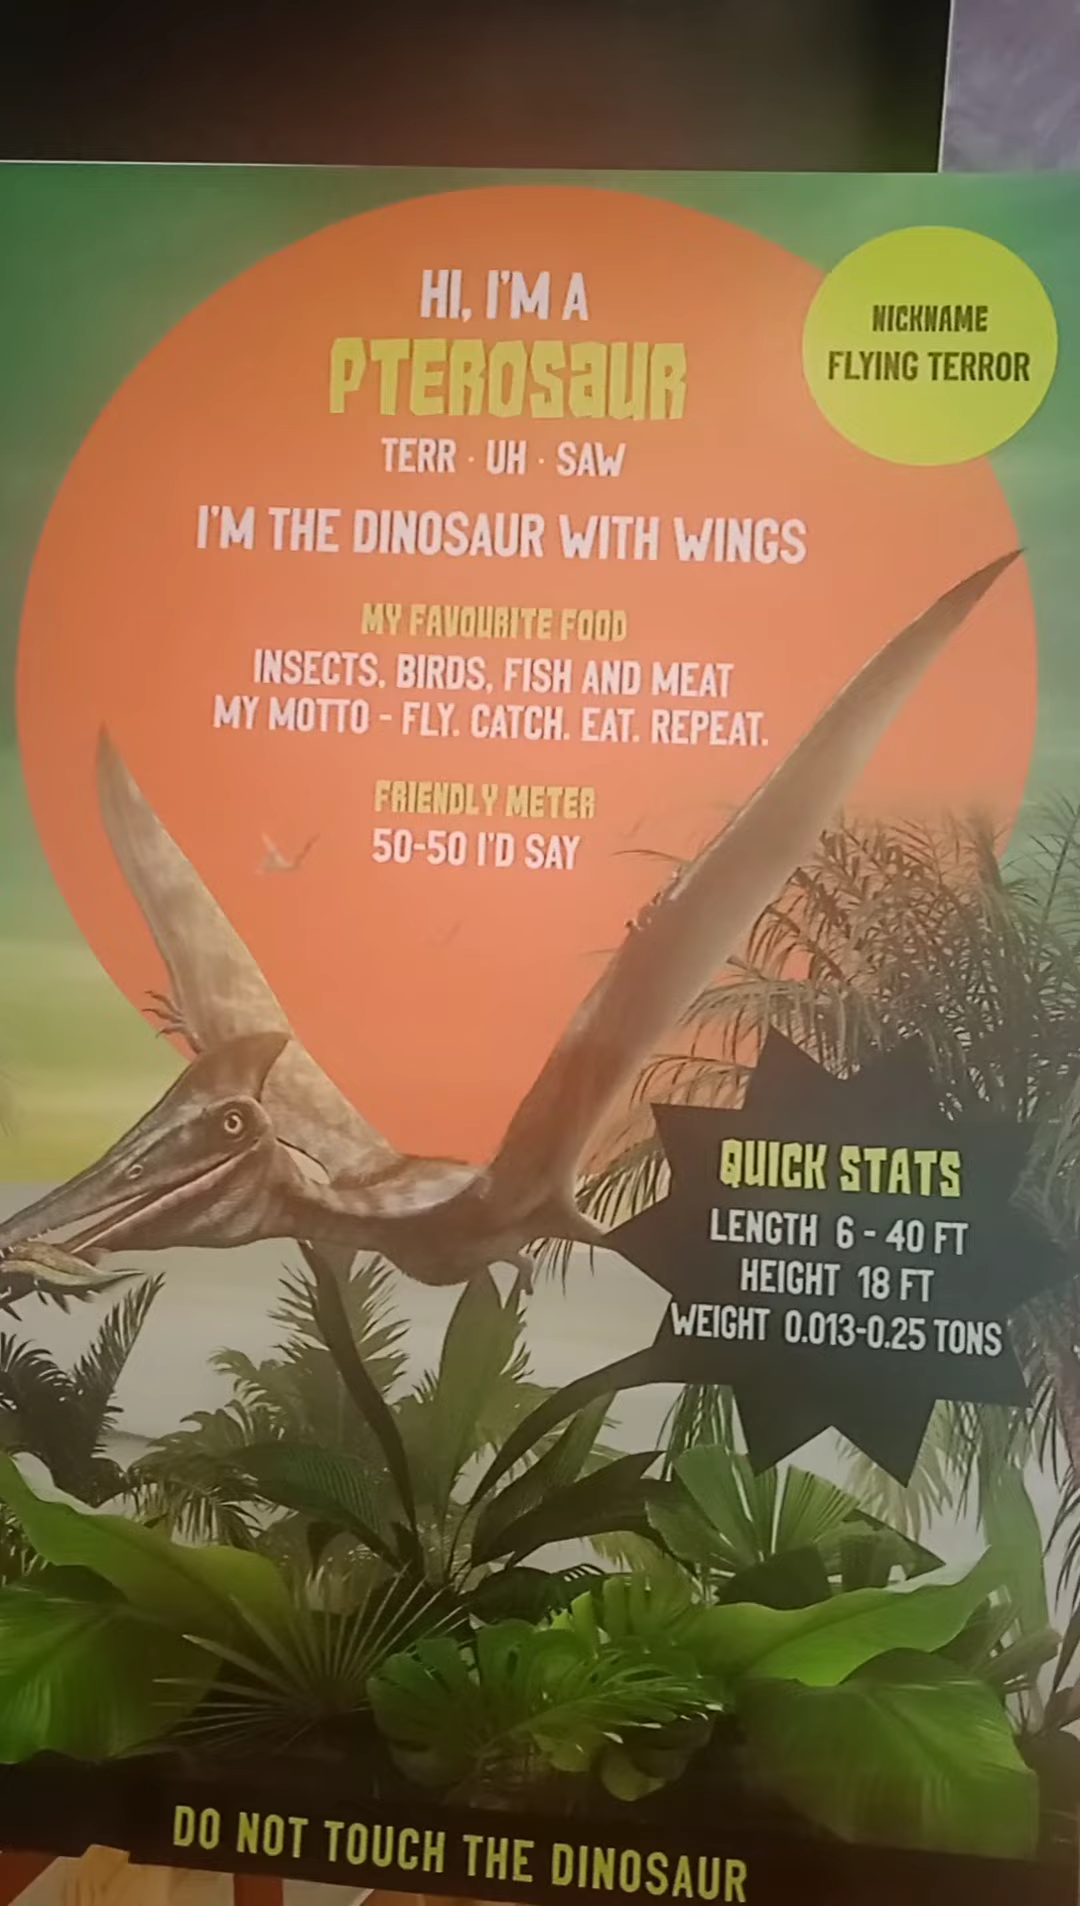 HI, I'M A
PTEROSAUR
TERR · UH · SAW
I'M THE DINOSAUR WITH WINGS
NICKNAME
FLYING TERROR
MY FAVOURITE FOOD
INSECTS, BIRDS, FISH AND MEAT
MY MOTTO - FLY. CATCH. EAT. REPEAT.
FRIENDLY METER
50-50 I'D SAY
QUICK STATS
LENGTH 6 - 40 FT
HEIGHT 18 FT
WEIGHT 0.013-0.25 TONS
DO NOT TOUCH THE DINOSAUR